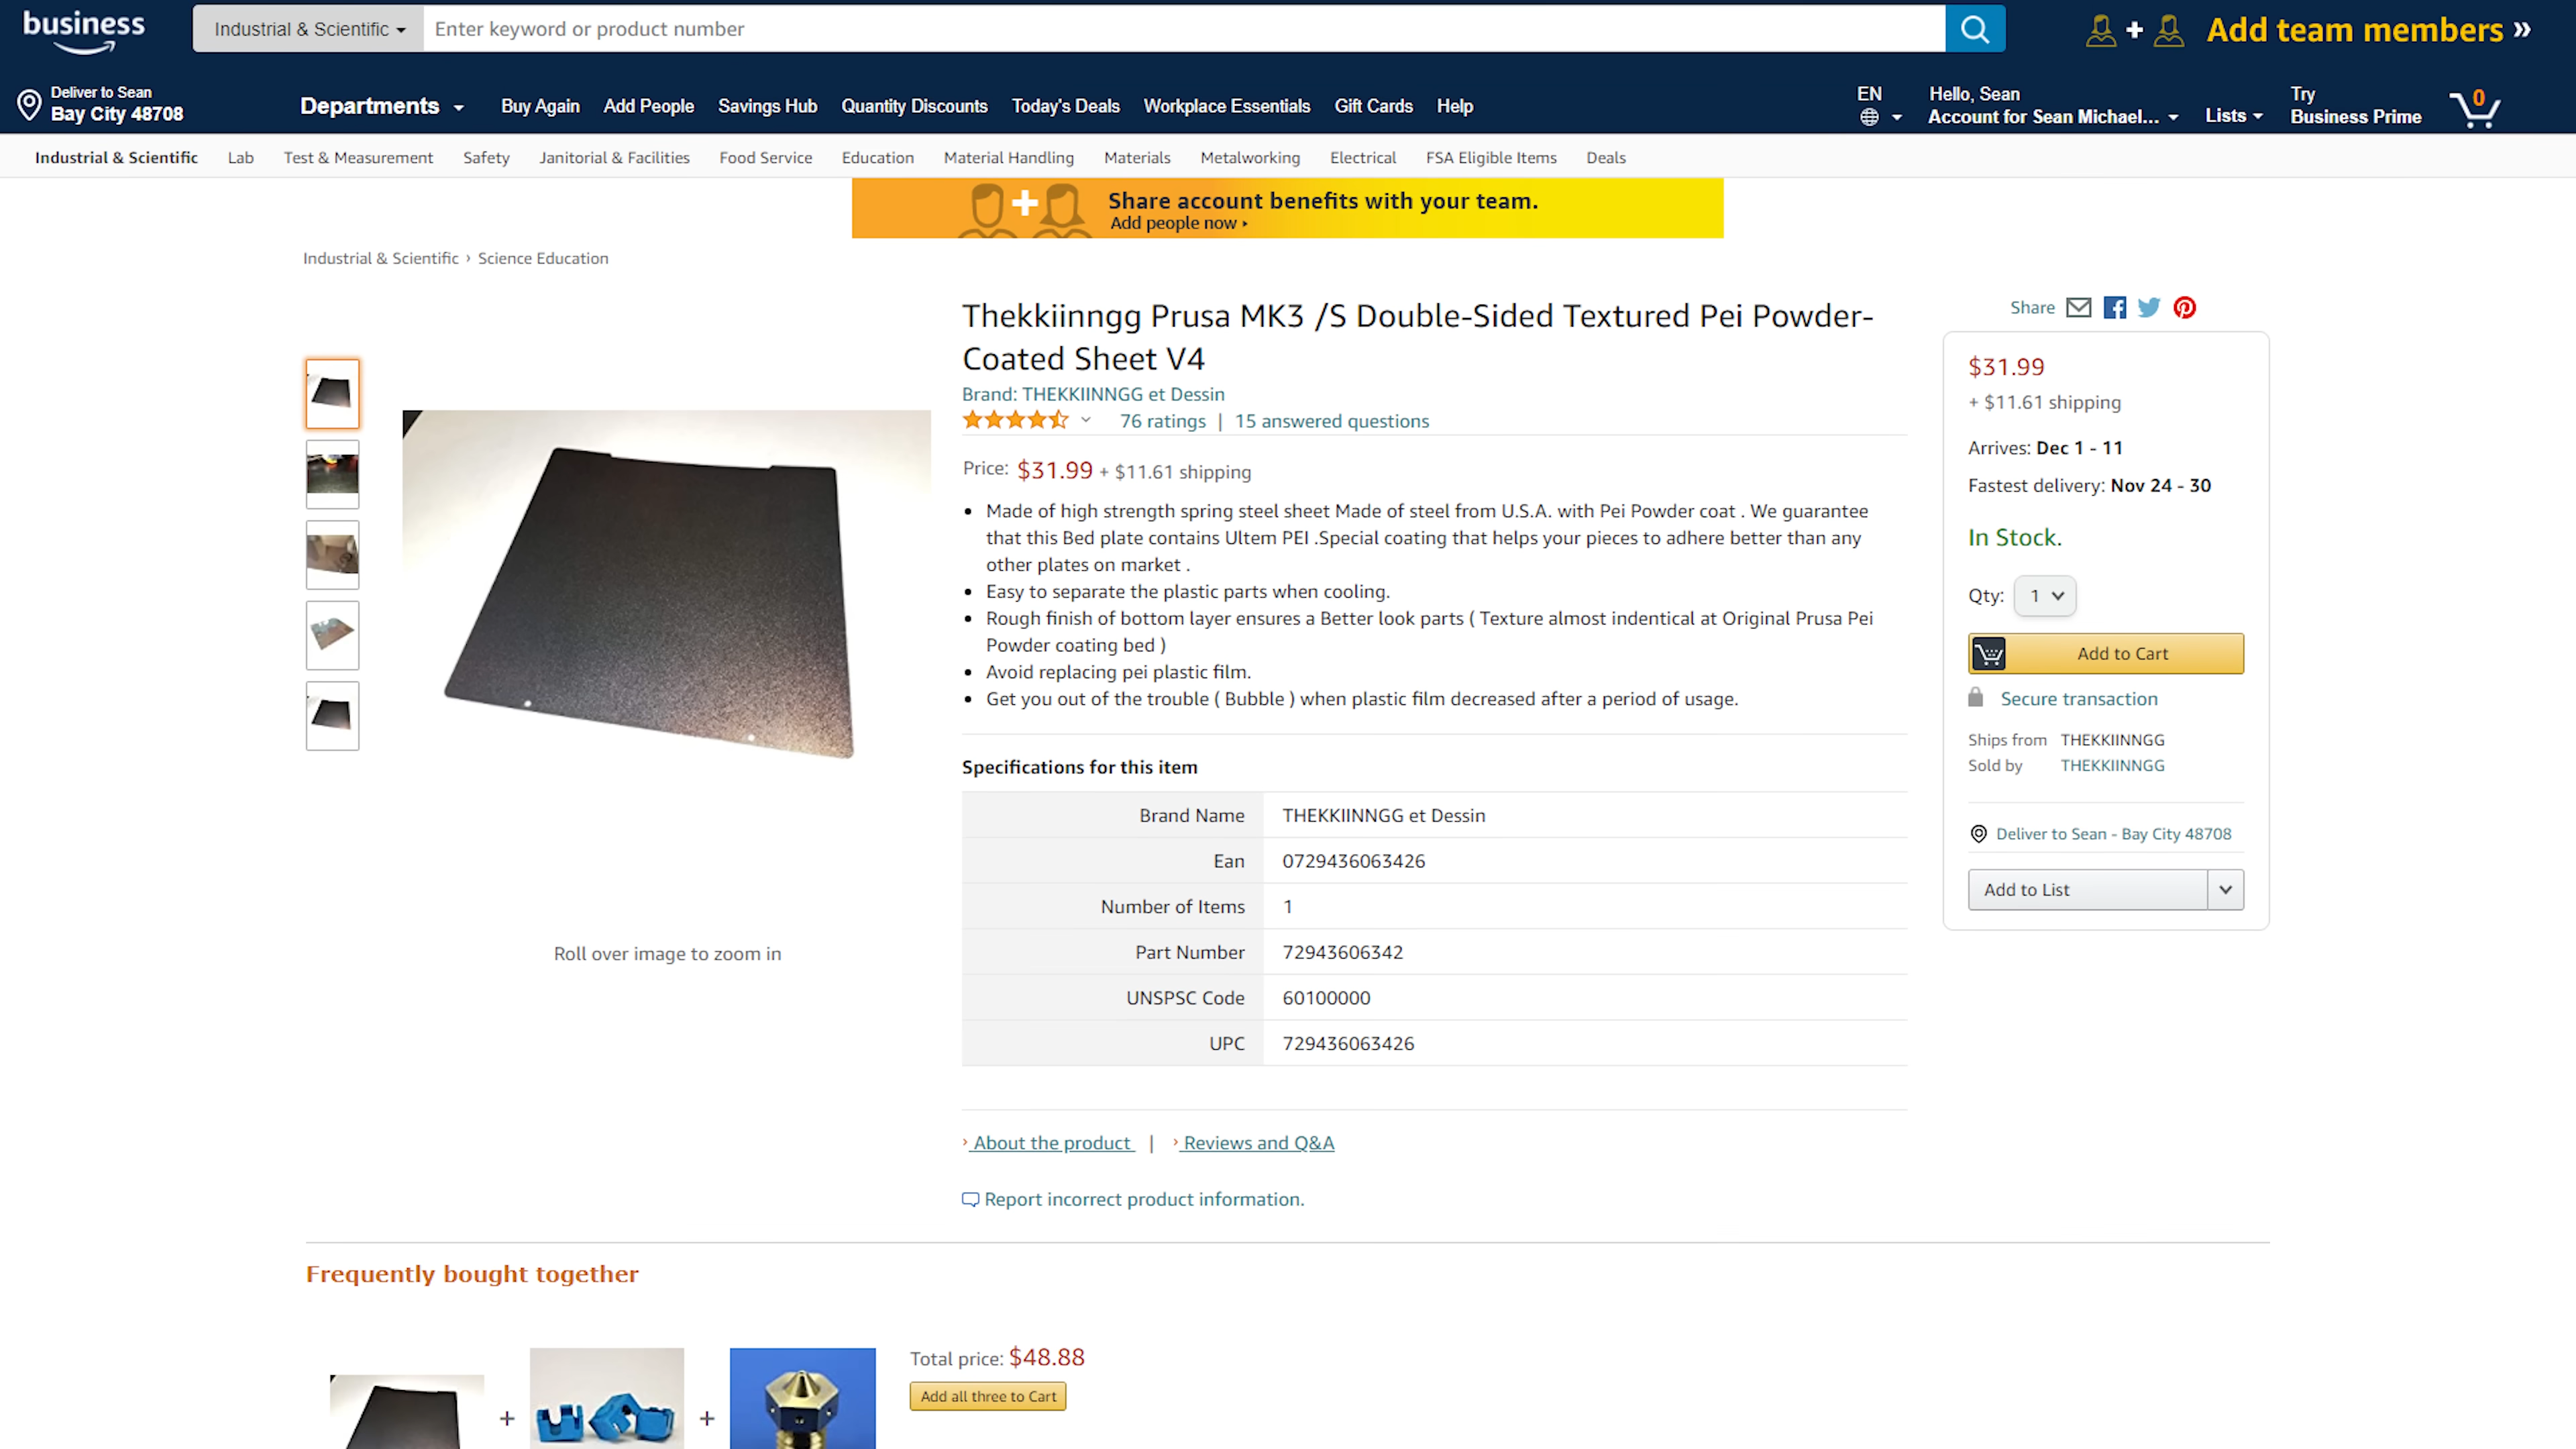 business
Industrial & Scientific
Enter keyword or product number
Add team members »
Deliver to Sean
Bay City 48708
Departments
Buy Again
Add People
Savings Hub
Quantity Discounts
Today's Deals
Workplace Essentials
Gift Cards
Help
EN
Hello, Sean
Account for Sean Michael...
Lists
Try
Business Prime
0
Industrial & Scientific
Lab
Test & Measurement
Safety
Janitorial & Facilities
Food Service
Education
Material Handling
Materials
Metalworking
Electrical
FSA Eligible Items
Deals
Share account benefits with your team.
Add people now ›
Industrial & Scientific › Science Education
Thekkiinngg Prusa MK3 /S Double-Sided Textured Pei Powder-
Coated Sheet V4
Brand: THEKKIINNGG et Dessin
76 ratings | 15 answered questions
Price: $31.99 + $11.61 shipping
• Made of high strength spring steel sheet Made of steel from U.S.A. with Pei Powder coat . We guarantee
that this Bed plate contains Ultem PEI .Special coating that helps your pieces to adhere better than any
other plates on market .
• Easy to separate the plastic parts when cooling.
• Rough finish of bottom layer ensures a Better look parts ( Texture almost indentical at Original Prusa Pei
Powder coating bed )
• Avoid replacing pei plastic film.
• Get you out of the trouble ( Bubble ) when plastic film decreased after a period of usage.
Specifications for this item
Brand Name THEKKIINNGG et Dessin
Ean 0729436063426
Number of Items 1
Part Number 72943606342
UNSPSC Code 60100000
UPC 729436063426
Roll over image to zoom in
› About the product | › Reviews and Q&A
Report incorrect product information.
Share
$31.99
+ $11.61 shipping
Arrives: Dec 1 - 11
Fastest delivery: Nov 24 - 30
In Stock.
Qty: 1
Add to Cart
Secure transaction
Ships from THEKKIINNGG
Sold by THEKKIINNGG
Deliver to Sean - Bay City 48708
Add to List
Frequently bought together
+
+
Total price: $48.88
Add all three to Cart